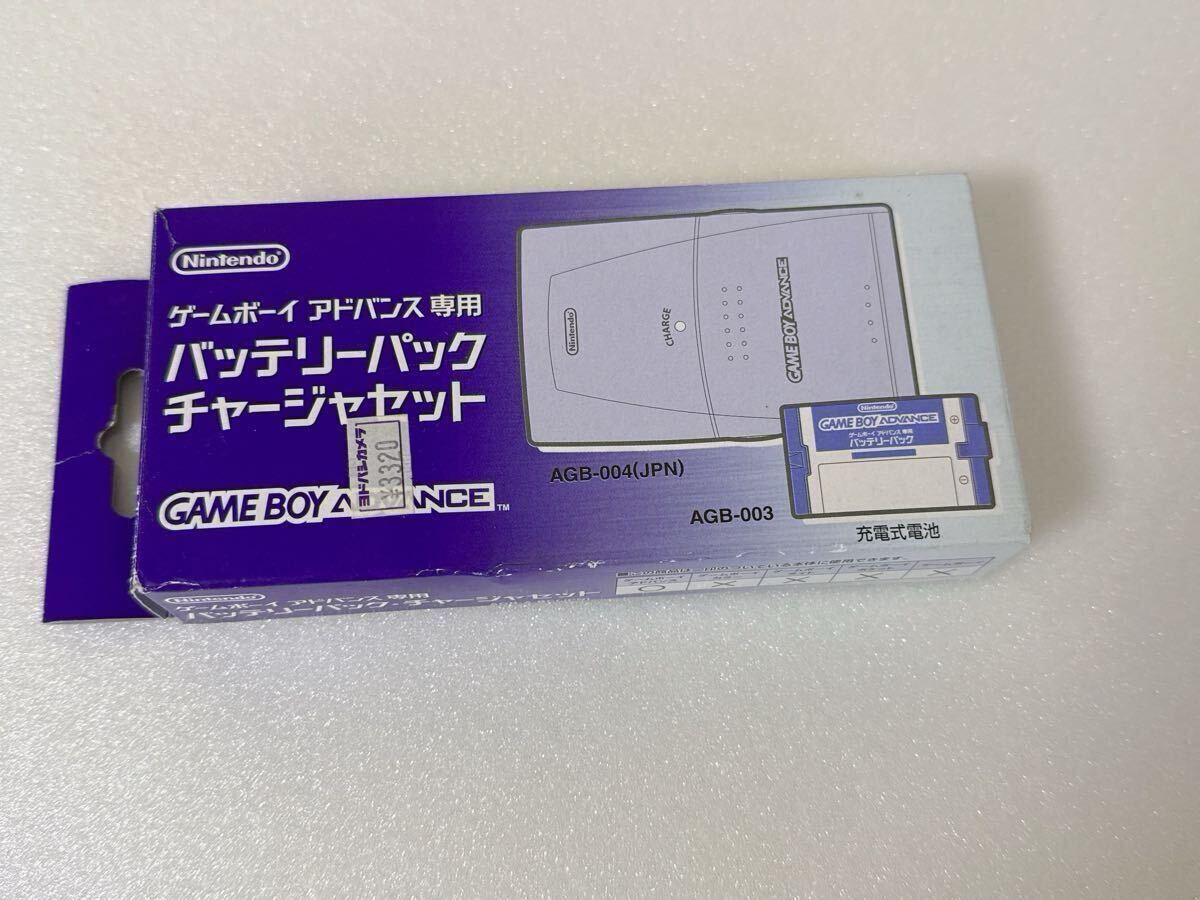 Nintendo
ゲームボーイ アドバンス 専用
バッテリーパック
チャージャセット
ヨドバシカメラ
¥3320
GAME BOY ADVANCE™
Nintendo
CHARGE
GAME BOY ADVANCE
AGB-004(JPN)
AGB-003
Nintendo
GAME BOY ADVANCE
ゲームボーイ アドバンス 専用
バッテリーパック
充電式電池
Nintendo
ゲームボーイ アドバンス 専用
バッテリーパック・チャージャセット
○ × × × ×